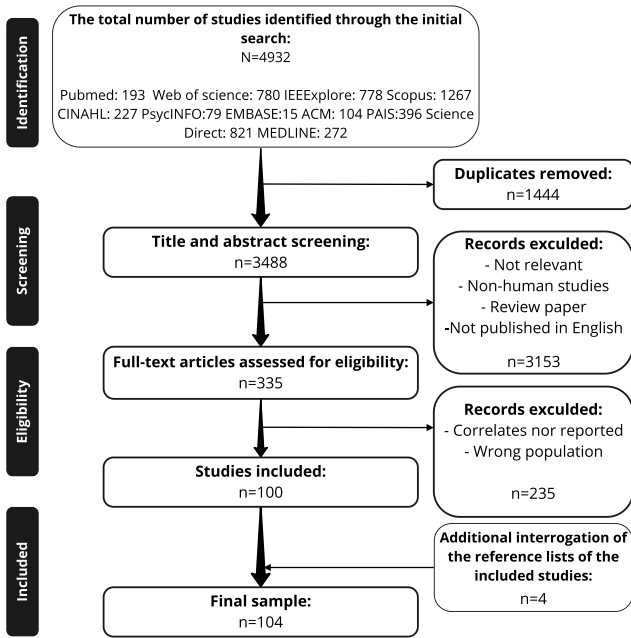 Identification
The total number of studies identified through the initial
search:
N=4932
Pubmed: 193 Web of science: 780 IEEExplore: 778 Scopus: 1267
CINAHL: 227 PsycINFO:79 EMBASE:15 ACM: 104 PAIS:396 Science
Direct: 821 MEDLINE: 272
Duplicates removed:
n=1444
Screening
Title and abstract screening:
n=3488
Records exculded:
- Not relevant
- Non-human studies
- Review paper
-Not published in English
n=3153
Eligibility
Full-text articles assessed for eligibility:
n=335
Records exculded:
- Correlates nor reported
- Wrong population
n=235
Studies included:
n=100
Included
Additional interrogation of
the reference lists of the
included studies:
n=4
Final sample:
n=104